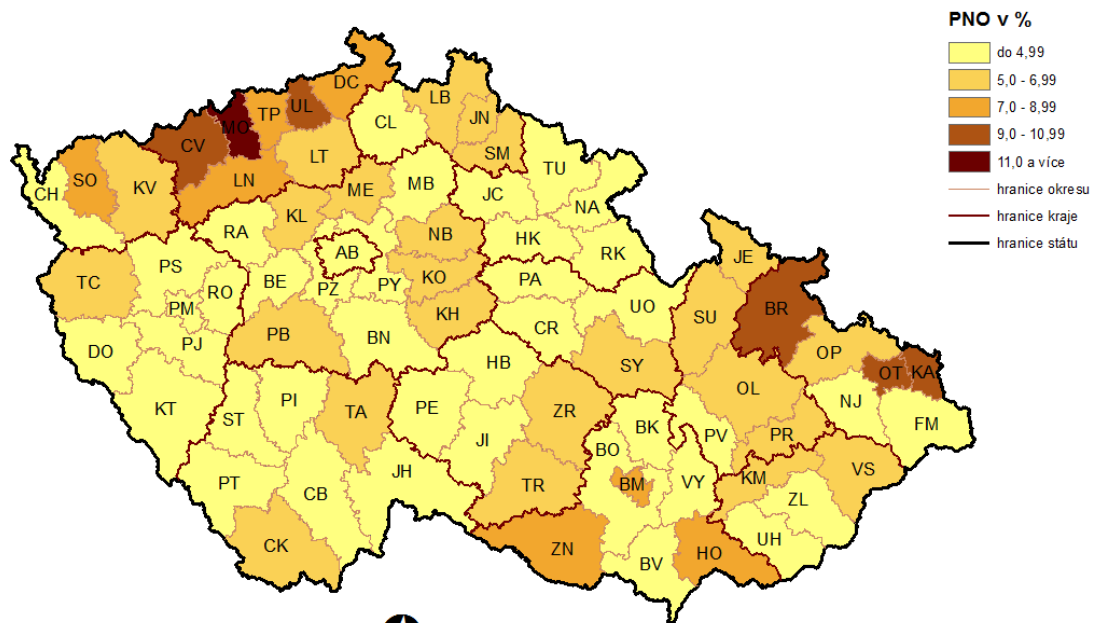 PNO v %
do 4,99
5,0 - 6,99
7,0 - 8,99
9,0 - 10,99
11,0 a více
hranice okresu
hranice kraje
hranice státu
DC
LB
UL
TP
MO
JN
CL
CV
LT
SM
TU
SO
KV
CH
LN
ME
MB
JC
NA
KL
RA
NB
HK
RK
AB
JE
TC
PS
RO
BE
PZ
PY
KO
PA
PM
KH
UO
SU
BR
PB
BN
CR
PJ
DO
OP
HB
SY
OT
KA
OL
KT
ST
PI
TA
PE
ZR
NJ
FM
BK
PV
PR
JI
BO
VS
PT
CB
JH
TR
BM
VY
KM
ZL
CK
ZN
BV
HO
UH